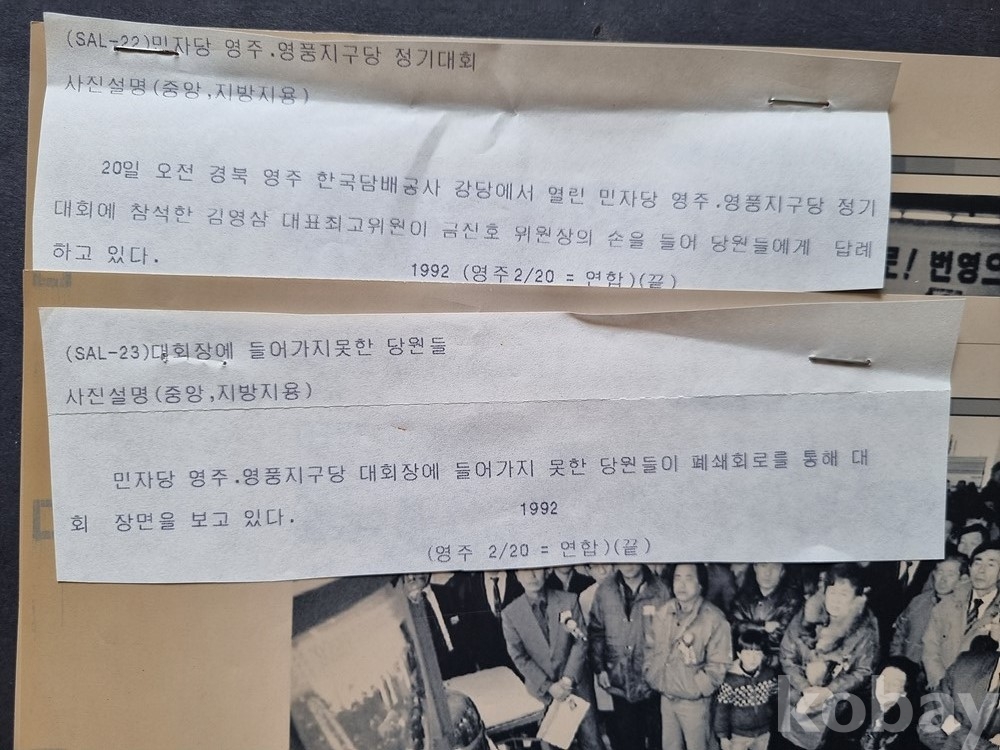 (SAL-22)민자당 영주.영풍지구당 정기대회
사진설명(중앙,지방지용)
20일 오전 경북 영주 한국담배공사 강당에서 열린 민자당 영주.영풍지구당 정기
대회에 참석한 김영삼 대표최고위원이 금진호 위원상의 손을 들어 당원들에게 답례
하고 있다.
1992 (영주2/20 = 연합)(끝)
! 번영으
(SAL-23)대회장에 들어가지못한 당원들
사진설명(중앙,지방지용)
민자당 영주.영풍지구당 대회장에 들어가지 못한 당원들이 폐쇄회로를 통해 대
회 장면을 보고 있다.
1992
(영주 2/20 = 연합)(끝)
kobay